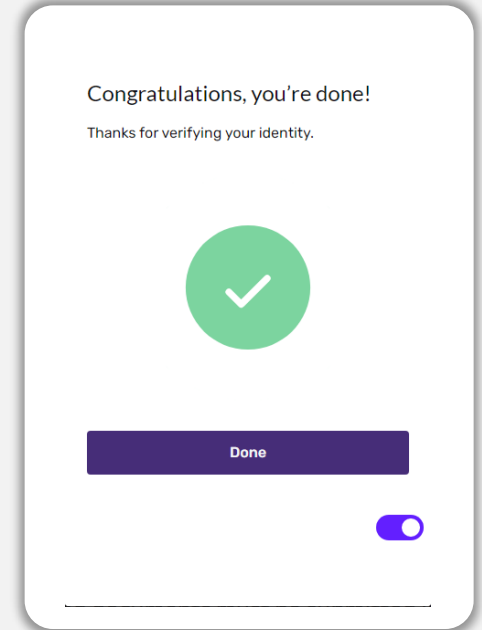 Congratulations, you’re done!
Thanks for verifying your identity.
Done